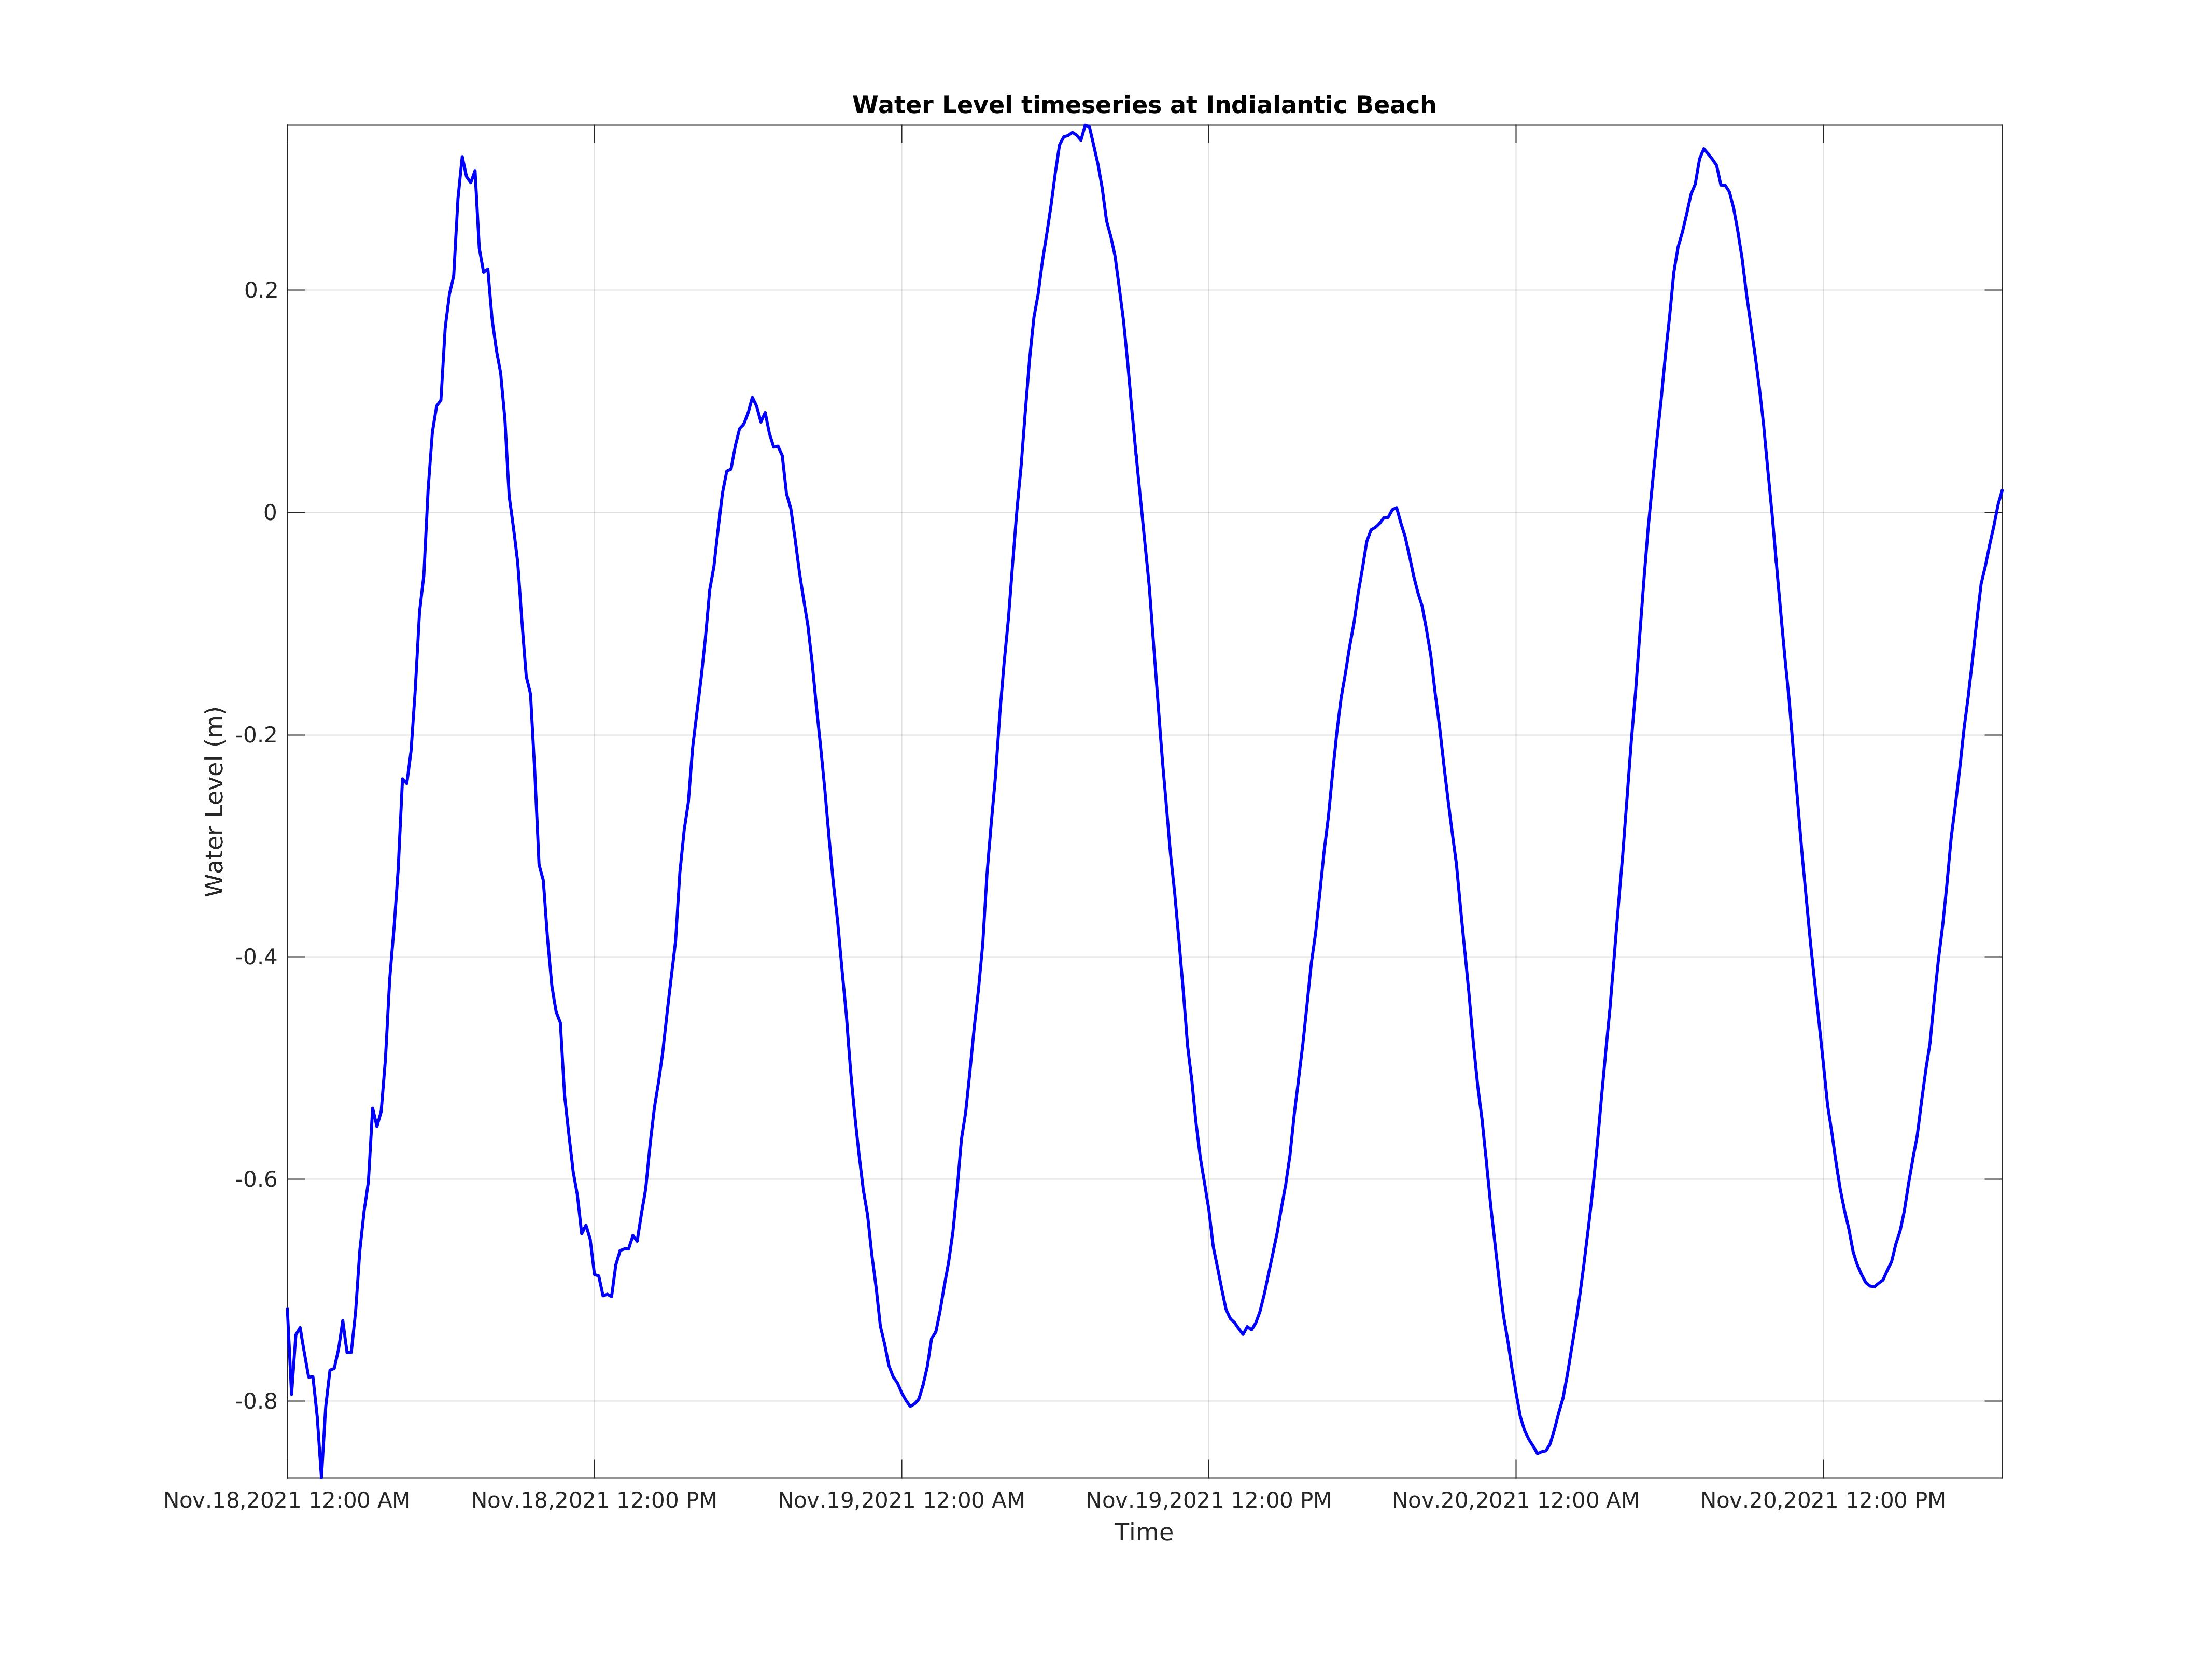 Water Level timeseries at Indialantic Beach
0.2
0
-0.2
-0.4
-0.6
-0.8
Water Level (m)
Nov.18,2021 12:00 AM
Nov.18,2021 12:00 PM
Nov.19,2021 12:00 AM
Nov.19,2021 12:00 PM
Nov.20,2021 12:00 AM
Nov.20,2021 12:00 PM
Time